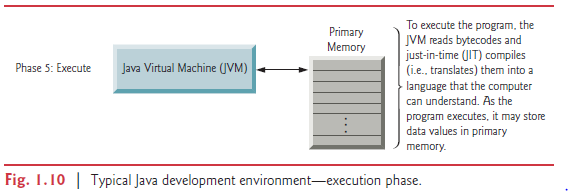 Phase 5: Execute
Java Virtual Machine (JVM)
Primary
Memory
To execute the program, the
JVM reads bytecodes and
just-in-time (JIT) compiles
(i.e., translates) them into a
language that the computer
can understand. As the
program executes, it may store
data values in primary
memory.
Fig. 1.10 | Typical Java development environment—execution phase.